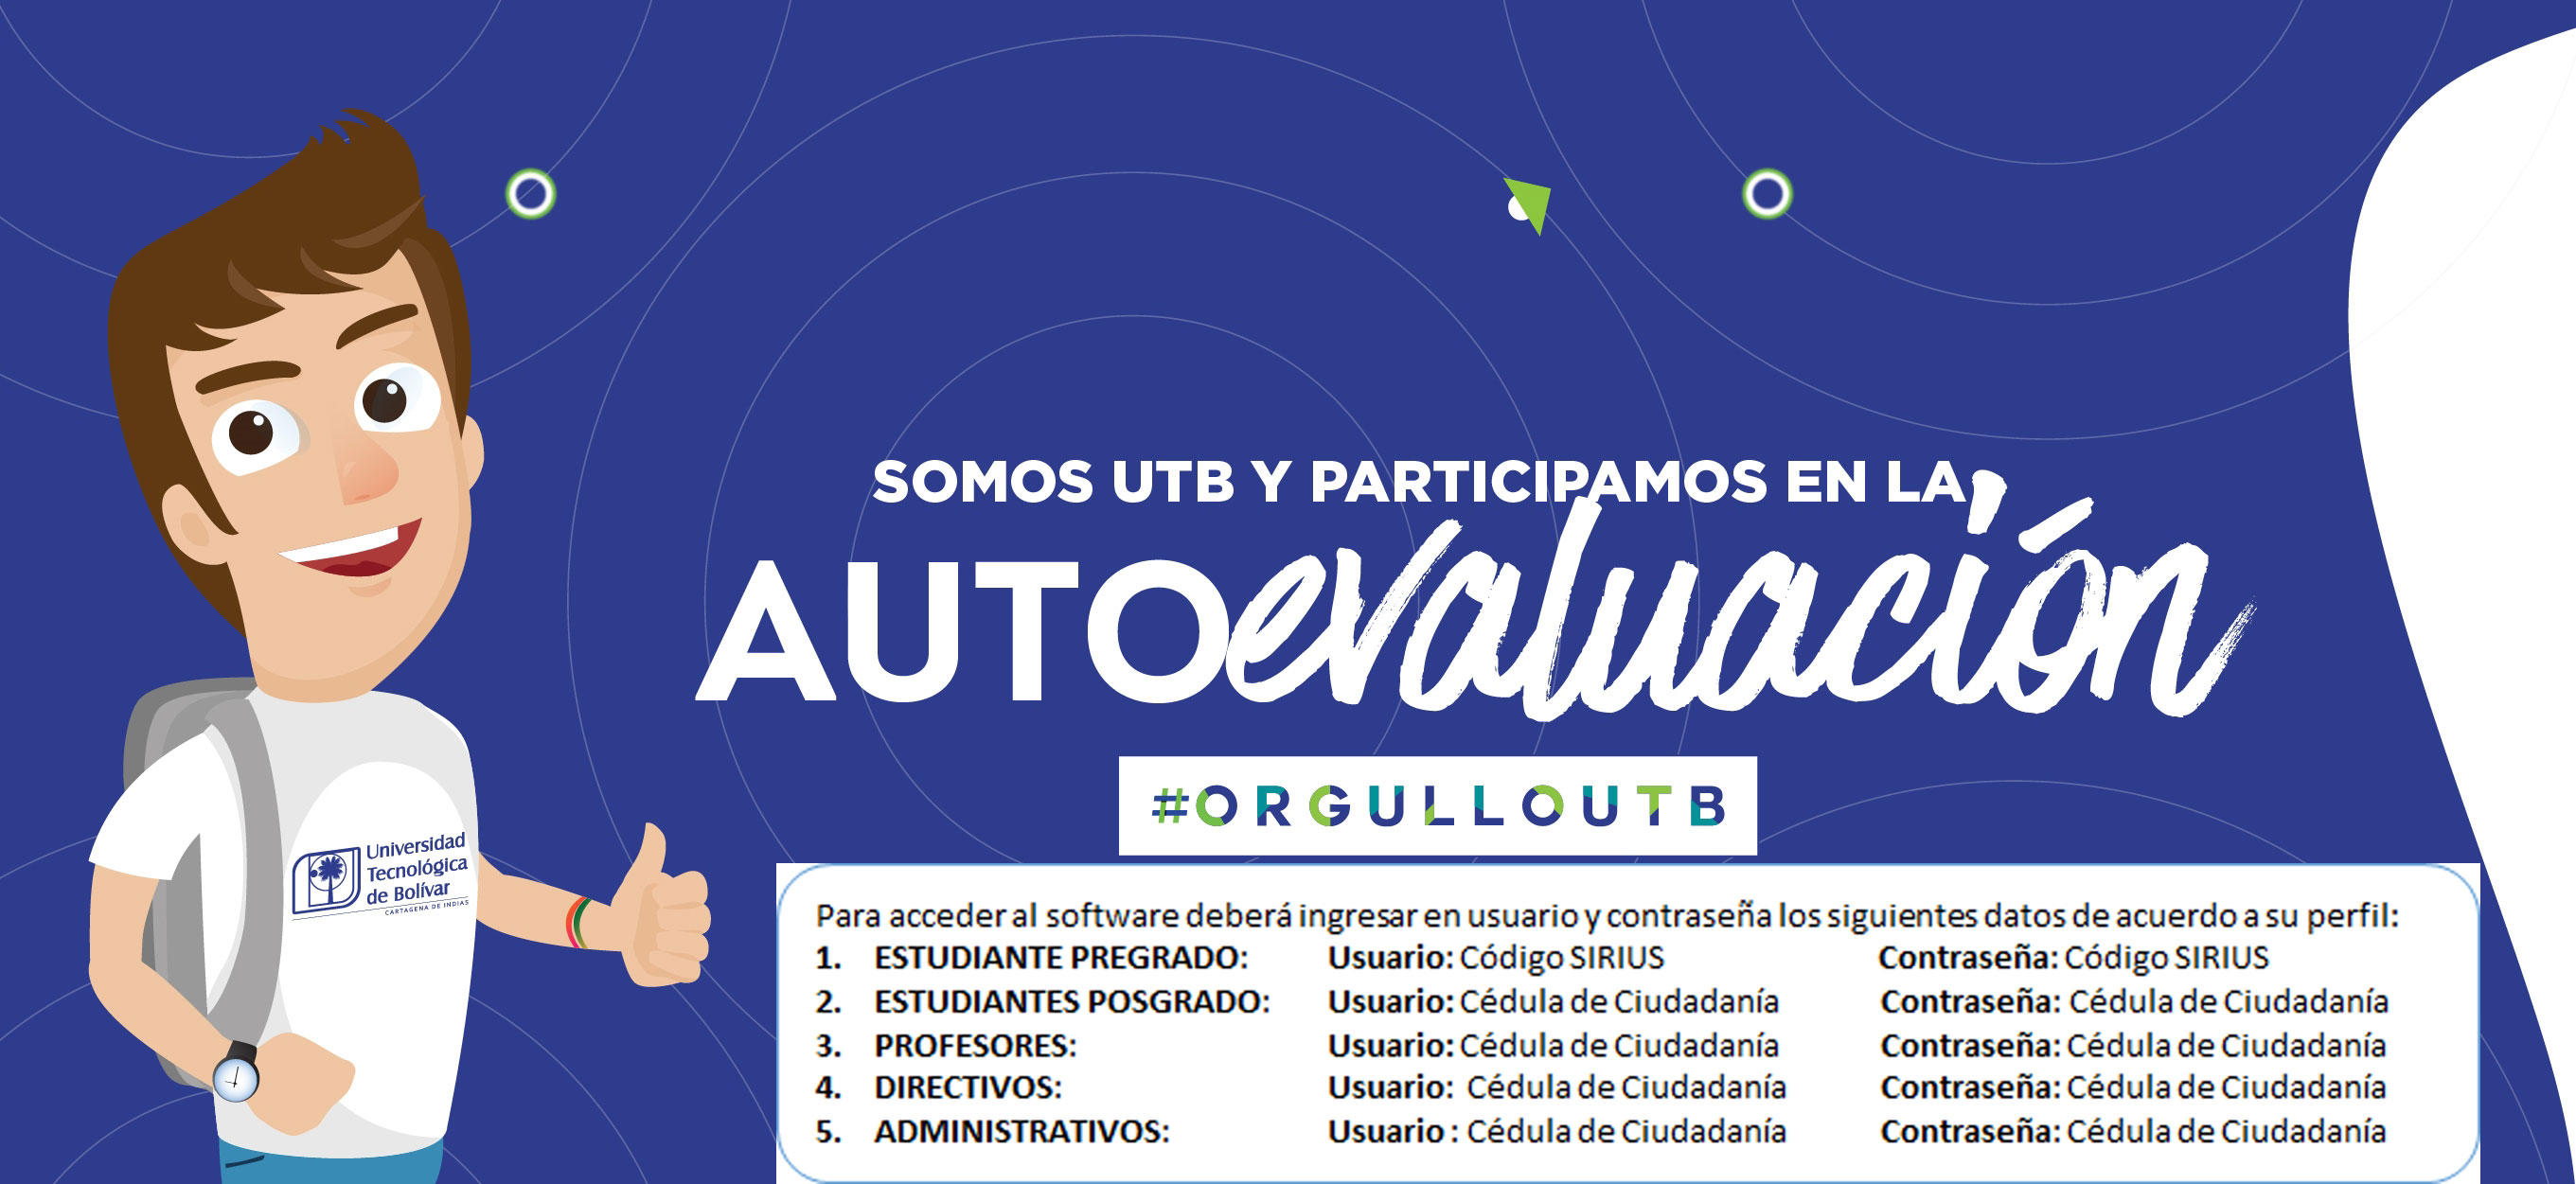 SOMOS UTB Y PARTICIPAMOS EN LA
AUTOevaluación
#ORGULLOUTB
Universidad
Tecnológica
de Bolívar
CARTAGENA DE INDIAS
Para acceder al software deberá ingresar en usuario y contraseña los siguientes datos de acuerdo a su perfil:
1. ESTUDIANTE PREGRADO: Usuario: Código SIRIUS Contraseña: Código SIRIUS
2. ESTUDIANTES POSGRADO: Usuario: Cédula de Ciudadanía Contraseña: Cédula de Ciudadanía
3. PROFESORES: Usuario: Cédula de Ciudadanía Contraseña: Cédula de Ciudadanía
4. DIRECTIVOS: Usuario: Cédula de Ciudadanía Contraseña: Cédula de Ciudadanía
5. ADMINISTRATIVOS: Usuario : Cédula de Ciudadanía Contraseña: Cédula de Ciudadanía